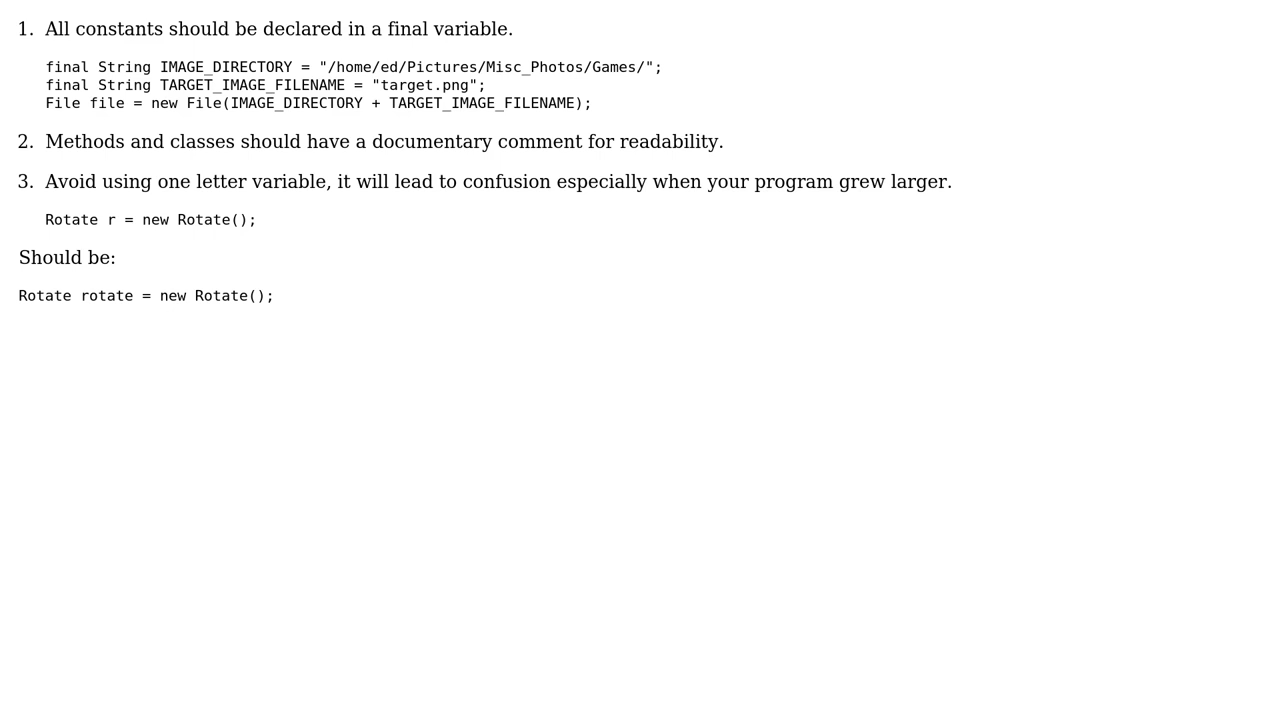 1. All constants should be declared in a final variable.
final String IMAGE_DIRECTORY = "/home/ed/Pictures/Misc_Photos/Games/";
final String TARGET_IMAGE_FILENAME = "target.png";
File file = new File(IMAGE_DIRECTORY + TARGET_IMAGE_FILENAME);
2. Methods and classes should have a documentary comment for readability.
3. Avoid using one letter variable, it will lead to confusion especially when your program grew larger.
Rotate r = new Rotate();
Should be:
Rotate rotate = new Rotate();